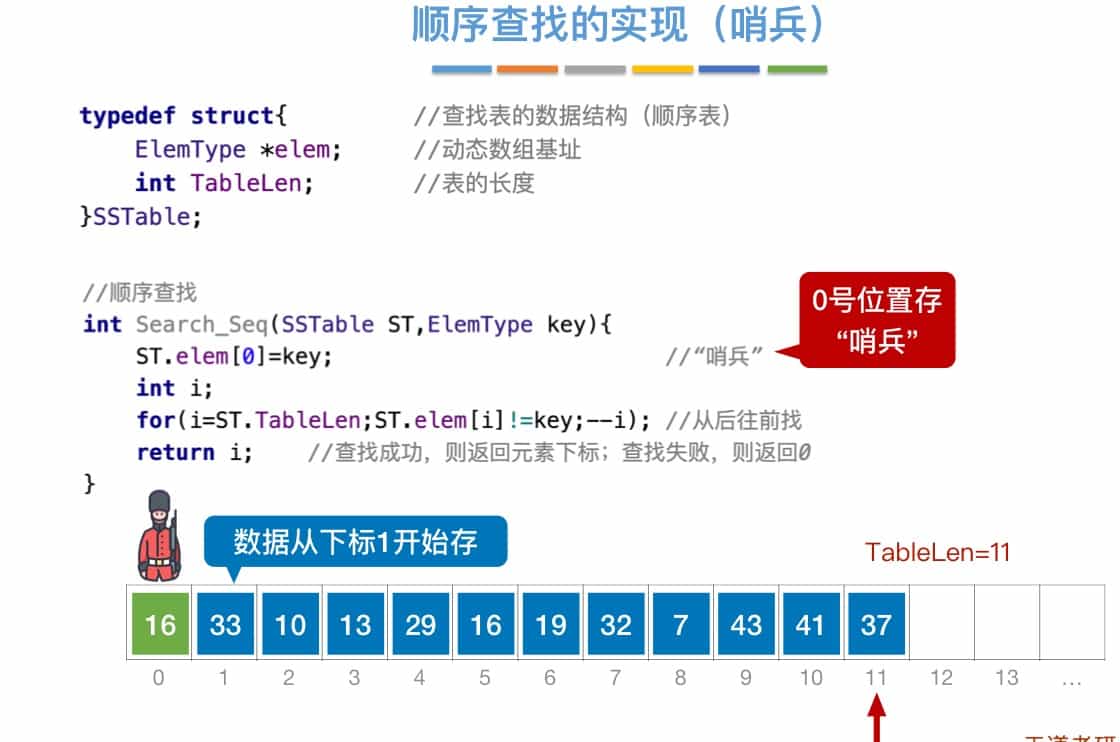 顺序查找的实现（哨兵）
typedef struct{ //查找表的数据结构（顺序表）
ElemType *elem; //动态数组基址
int TableLen; //表的长度
}SSTable;
//顺序查找
int Search_Seq(SSTable ST,ElemType key){
ST.elem[0]=key; //“哨兵”
int i;
for(i=ST.TableLen;ST.elem[i]!=key;--i); //从后往前找
return i; //查找成功，则返回元素下标；查找失败，则返回0
}
0号位置存
“哨兵”
数据从下标1开始存
TableLen=11
16 33 10 13 29 16 19 32 7 43 41 37
0 1 2 3 4 5 6 7 8 9 10 11 12 13 ...